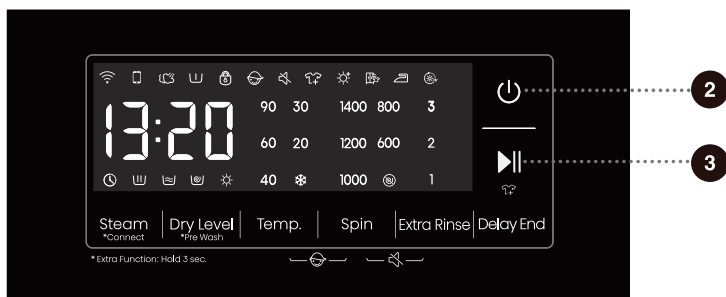 90 30 1400 800 3
13:20
60 20 1200 600 2
40 1000 1
Steam Dry Level Temp. Spin Extra Rinse Delay End
*Connect *Pre Wash
* Extra Function: Hold 3 sec.
2
3